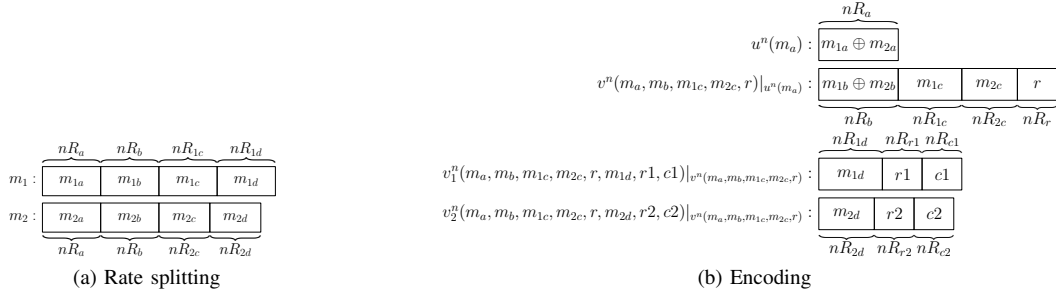 nR_a nR_b nR_{1c} nR_{1d}
m_1 : m_{1a} m_{1b} m_{1c} m_{1d}
m_2 : m_{2a} m_{2b} m_{2c} m_{2d}
nR_a nR_b nR_{2c} nR_{2d}
(a) Rate splitting
nR_a
u^n(m_a) : m_{1a} ⊕ m_{2a}
v^n(m_a, m_b, m_{1c}, m_{2c}, r)|_{u^n(m_a)} : m_{1b} ⊕ m_{2b} m_{1c} m_{2c} r
nR_b nR_{1c} nR_{2c} nR_r
nR_{1d} nR_{r1} nR_{c1}
v_1^n(m_a, m_b, m_{1c}, m_{2c}, r, m_{1d}, r1, c1)|_{v^n(m_a,m_b,m_{1c},m_{2c},r)} : m_{1d} r1 c1
v_2^n(m_a, m_b, m_{1c}, m_{2c}, r, m_{2d}, r2, c2)|_{v^n(m_a,m_b,m_{1c},m_{2c},r)} : m_{2d} r2 c2
nR_{2d} nR_{r2} nR_{c2}
(b) Encoding